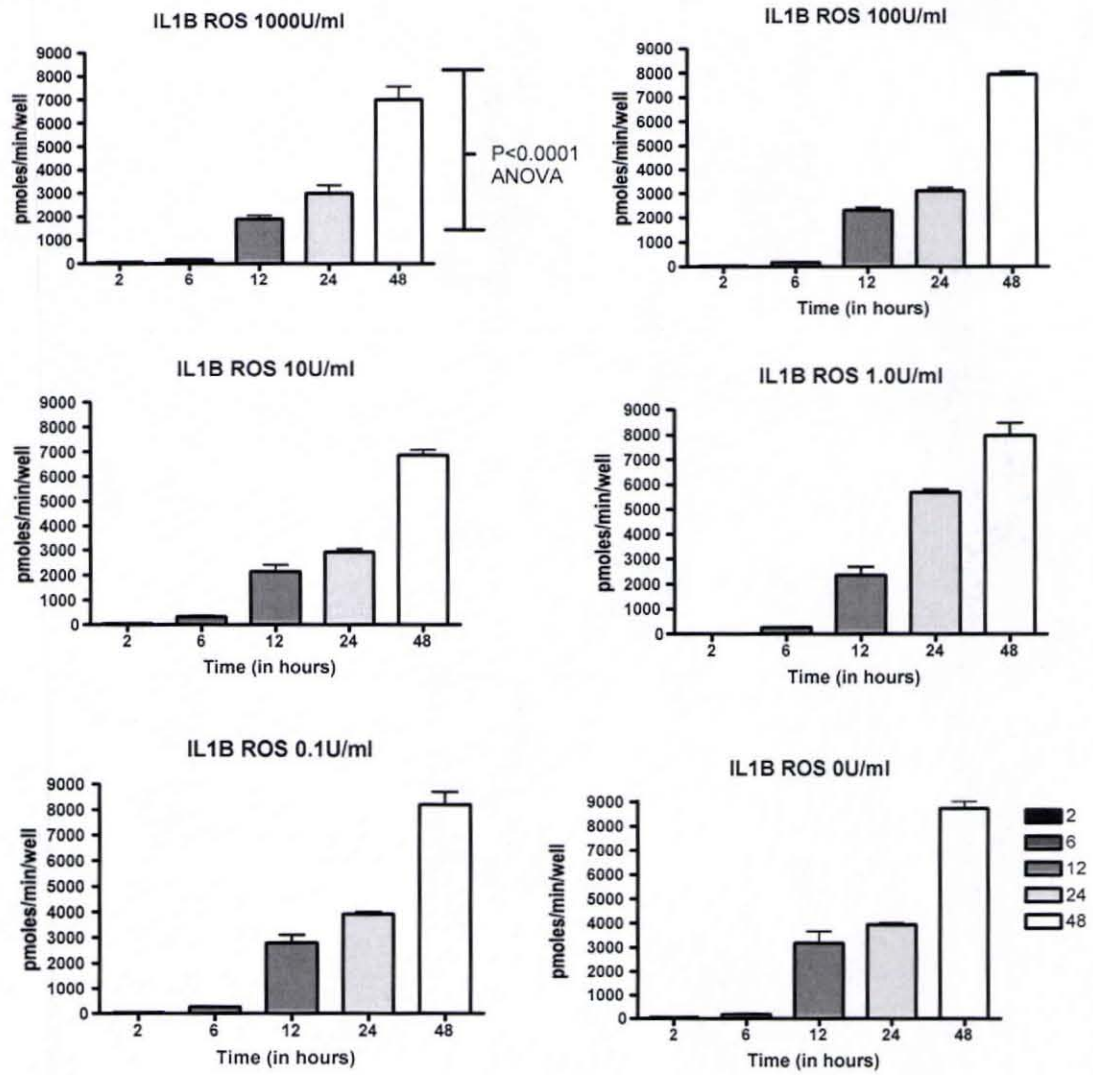 IL1B ROS 1000U/ml
9000
8000
7000
6000
5000
4000
3000
2000
1000
0
pmoles/min/well
2 6 12 24 48
P<0.0001
ANOVA
IL1B ROS 100U/ml
9000
8000
7000
6000
5000
4000
3000
2000
1000
0
pmoles/min/well
2 6 12 24 48
Time (in hours)
IL1B ROS 10U/ml
9000
8000
7000
6000
5000
4000
3000
2000
1000
0
pmoles/min/well
2 6 12 24 48
Time (in hours)
IL1B ROS 1.0U/ml
9000
8000
7000
6000
5000
4000
3000
2000
1000
0
pmoles/min/well
2 6 12 24 48
Time (in hours)
IL1B ROS 0.1U/ml
9000
8000
7000
6000
5000
4000
3000
2000
1000
0
pmoles/min/well
2 6 12 24 48
Time (in hours)
IL1B ROS 0U/ml
9000
8000
7000
6000
5000
4000
3000
2000
1000
0
pmoles/min/well
2 6 12 24 48
Time (in hours)
2
6
12
24
48